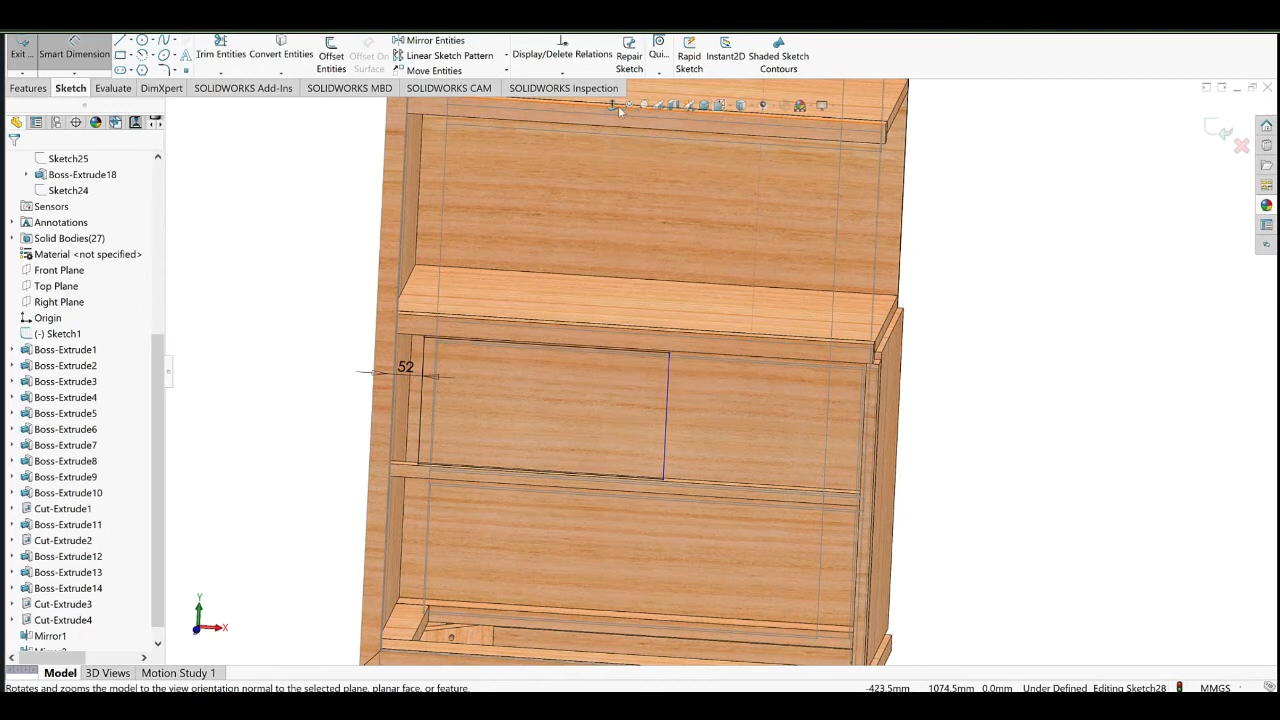 Mirror Entities
Exit ...
Smart Dimension
Trim Entities
Convert Entities
Offset
Entities
Offset On
Surface
Linear Sketch Pattern
Display/Delete Relations
Repair
Sketch
Qui...
Rapid
Sketch
Instant2D
Shaded Sketch
Contours
Move Entities
Features
Sketch
Evaluate
DimXpert
SOLIDWORKS Add-Ins
SOLIDWORKS MBD
SOLIDWORKS CAM
SOLIDWORKS Inspection
Sketch25
Boss-Extrude18
Sketch24
Sensors
Annotations
Solid Bodies(27)
Material <not specified>
Front Plane
Top Plane
Right Plane
Origin
(-) Sketch1
Boss-Extrude1
Boss-Extrude2
Boss-Extrude3
Boss-Extrude4
Boss-Extrude5
Boss-Extrude6
Boss-Extrude7
Boss-Extrude8
Boss-Extrude9
Boss-Extrude10
Cut-Extrude1
Boss-Extrude11
Cut-Extrude2
Boss-Extrude12
Boss-Extrude13
Boss-Extrude14
Cut-Extrude3
Cut-Extrude4
Mirror1
52
Y
X
Model
3D Views
Motion Study 1
Rotates and zooms the model to the view orientation normal to the selected plane, planar face, or feature.
-423.5mm
1074.5mm
0.0mm
Under Defined
Editing Sketch28
MMGS